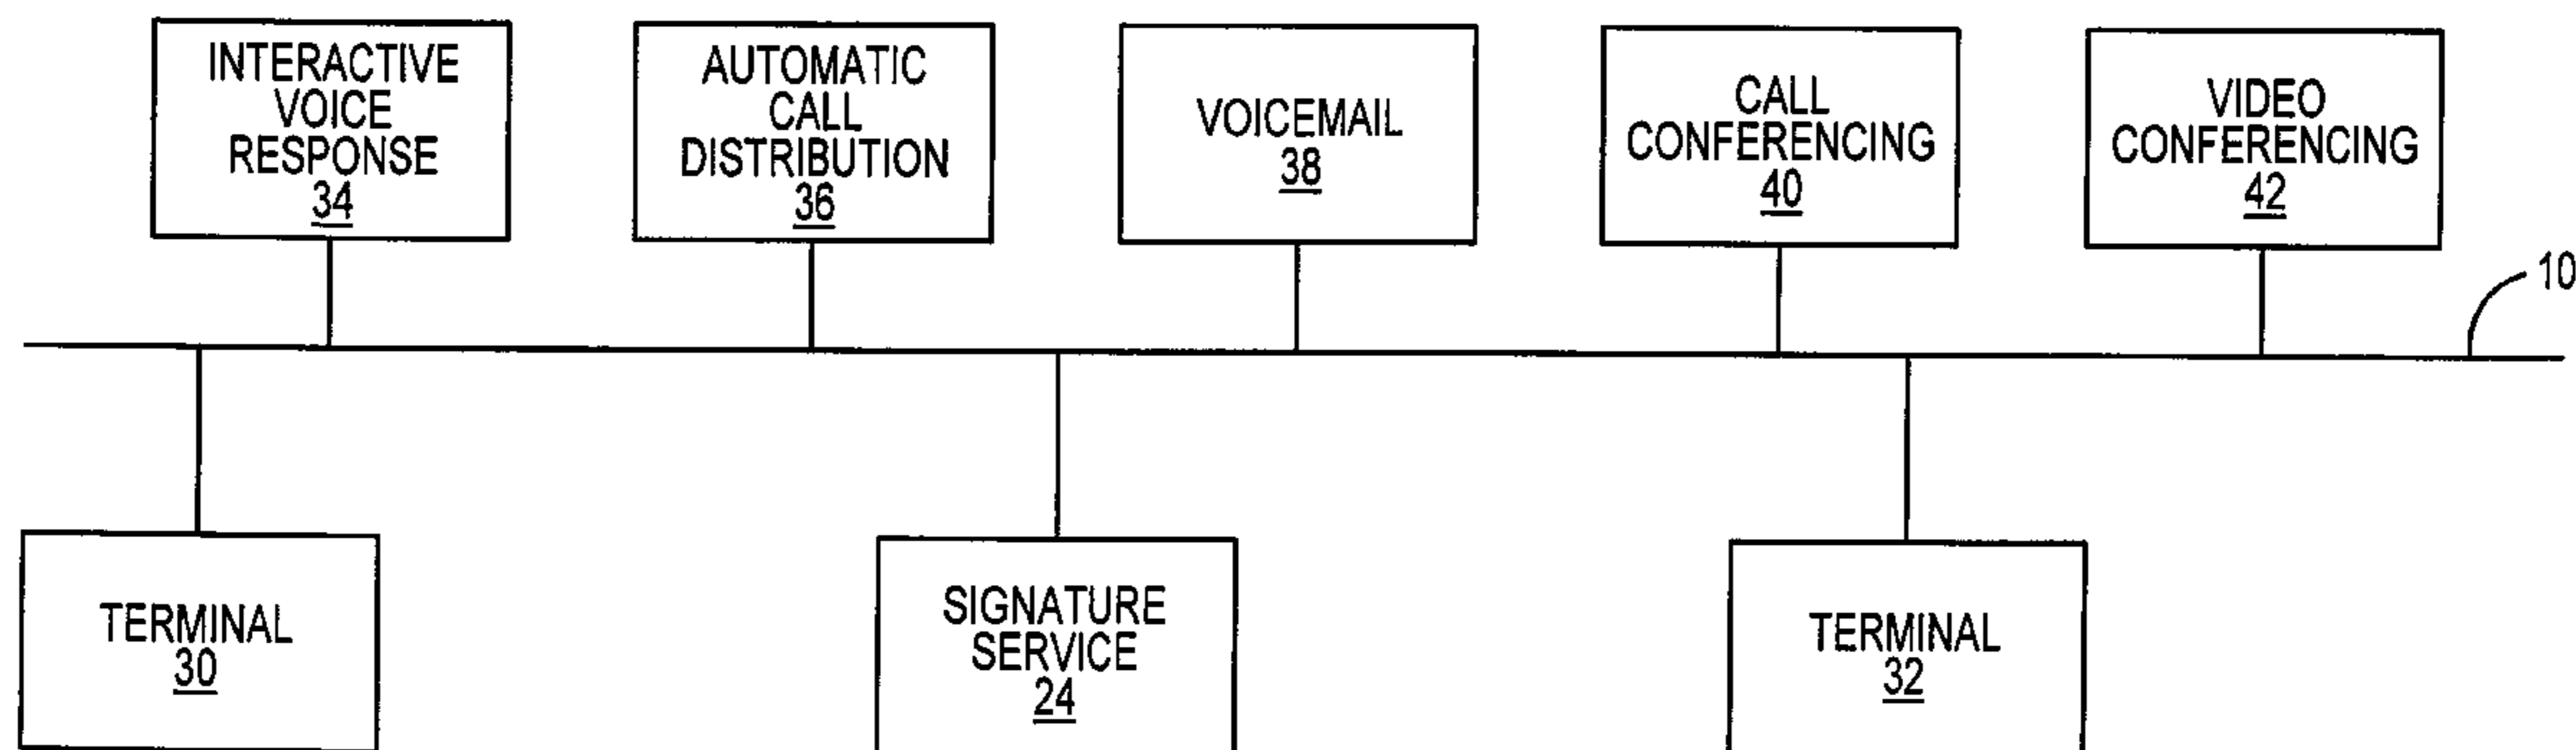 INTERACTIVE
VOICE
RESPONSE
34
AUTOMATIC
CALL
DISTRIBUTION
36
VOICEMAIL
38
CALL
CONFERENCING
40
VIDEO
CONFERENCING
42
10
TERMINAL
30
SIGNATURE
SERVICE
24
TERMINAL
32